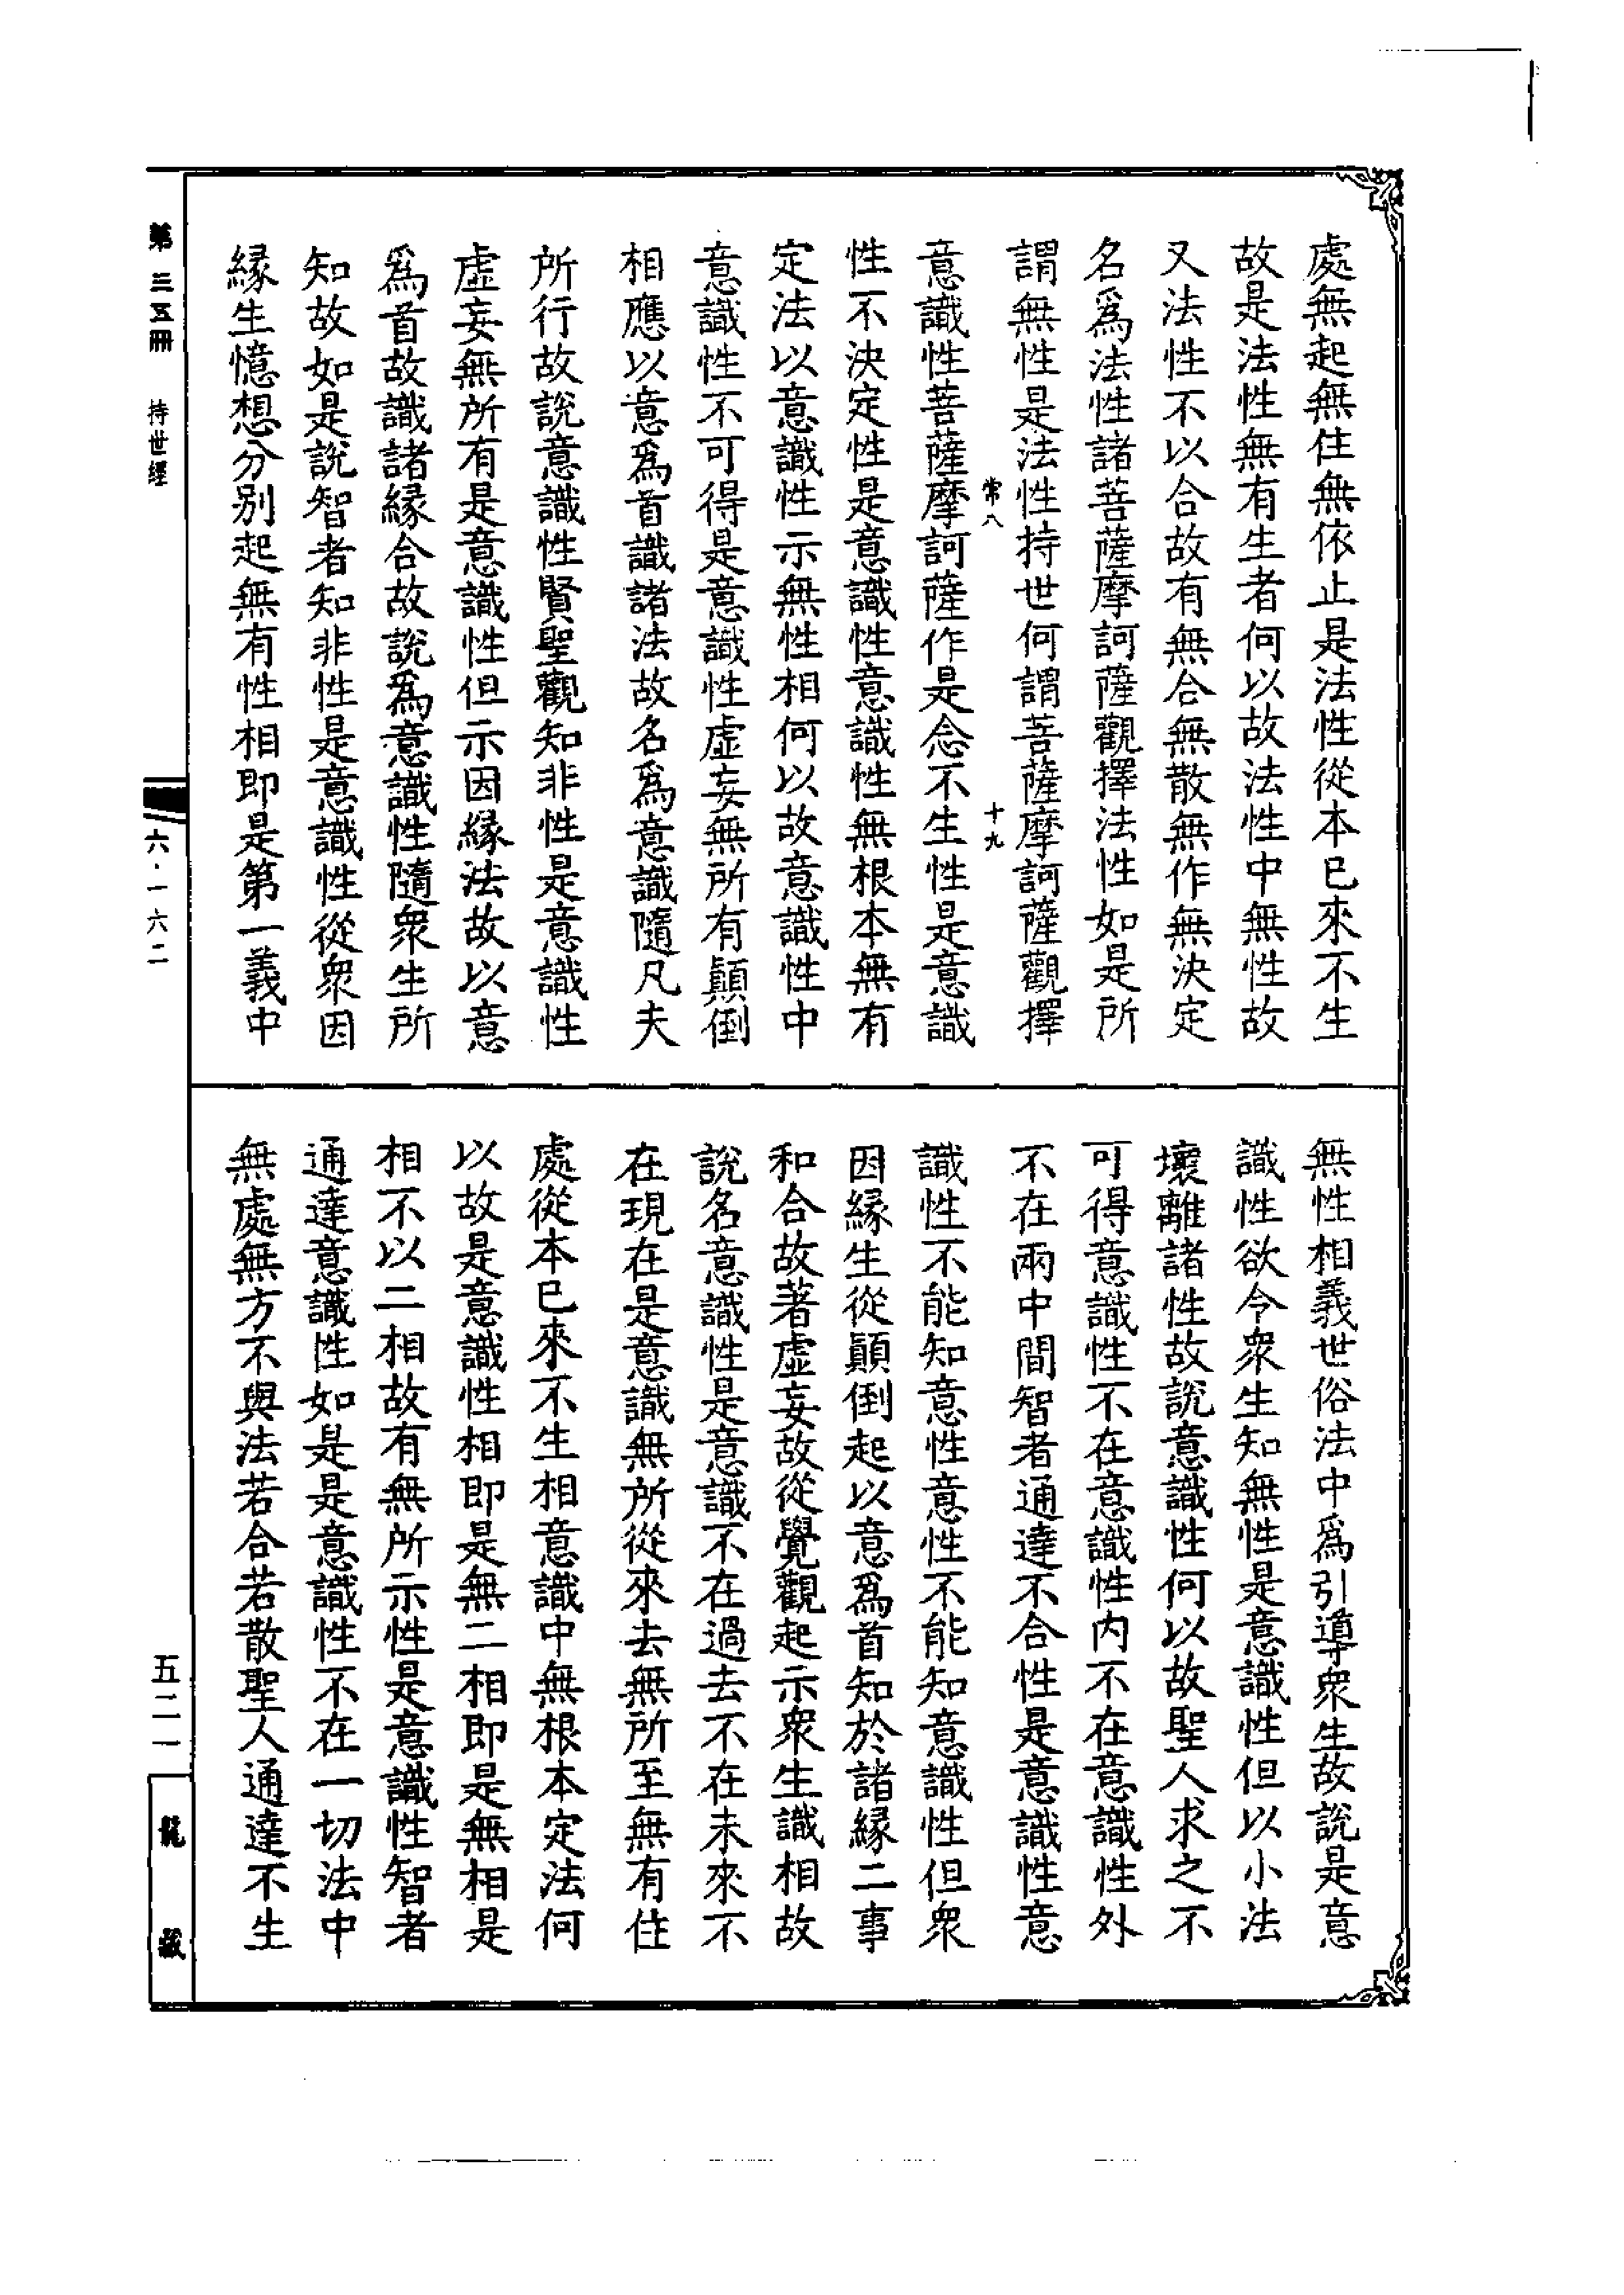 處無起無住無依止是法性從本已來不生
故是法性無有生者何以故法性中無性故
又法性不以合故有無合無散無作無決定
名爲法性諸菩薩摩訶薩觀擇法性如是所
謂無性是法性持世何謂菩薩摩訶薩觀擇
常八
十九
意識性菩薩摩訶薩作是念不生性是意識
性不決定性是意識性意識性無根本無有
定法以意識性示無性相何以故意識性中
意識性不可得是意識性虛妄無所有顛倒
相應以意爲首識諸法故名爲意識隨凡夫
所行故說意識性賢聖觀知非性是意識性
虛妄無所有是意識性但示因緣法故以意
爲首故識諸緣合故說爲意識性隨衆生所
知故如是說智者知非性是意識性從衆因
緣生憶想分別起無有性相即是第一義中
無性相義世俗法中爲引導衆生故說是意
識性欲令衆生知無性是意識性但以小法
壞離諸性故說意識性何以故聖人求之不
可得意識性不在意識性內不在意識性外
不在兩中間智者通達不合性是意識性意
識性不能知意性意性不能知意識性但衆
因緣生從顛倒起以意爲首知於諸緣二事
和合故著虛妄故從覺觀起示衆生識相故
說名意識性是意識不在過去不在未來不
在現在是意識無所從來去無所至無有住
處從本已來不生相意識中無根本定法何
以故是意識性相即是無二相即是無相是
相不以二相故有無所示性是意識性智者
通達意識性如是是意識性不在一切法中
無處無方不與法若合若散聖人通達不生
第三五冊
持世經
六·一六二
五二一
龍藏